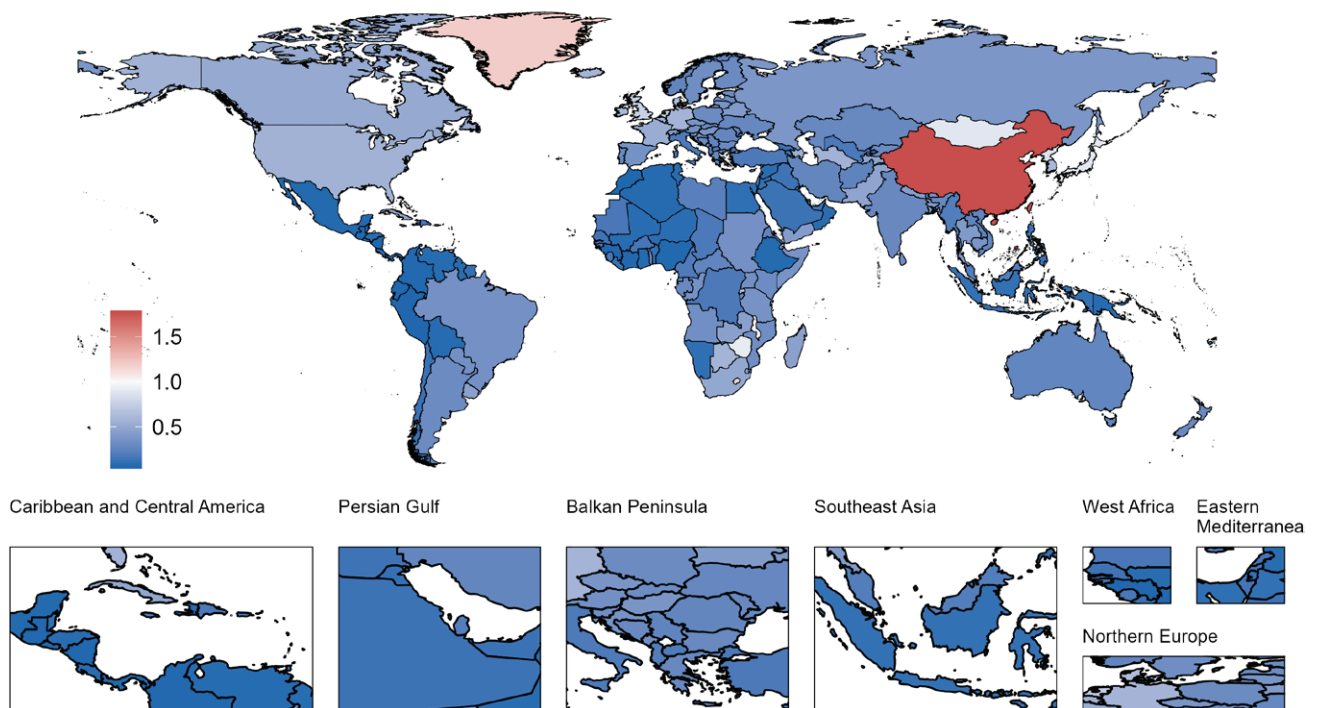 1.5
1.0
0.5
Caribbean and Central America
Persian Gulf
Balkan Peninsula
Southeast Asia
West Africa
Eastern
Mediterranea
Northern Europe